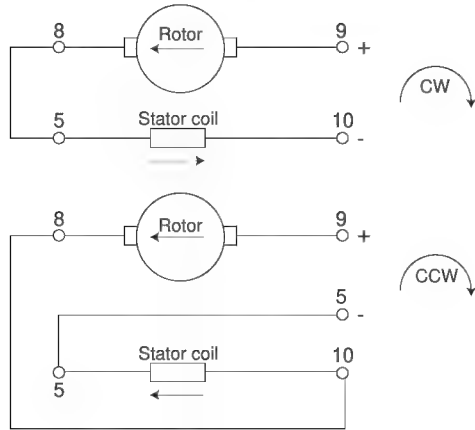 8 Rotor 9 +
CW
5 Stator coil 10 -
8 Rotor 9 +
CCW
5 -
Stator coil 10
5